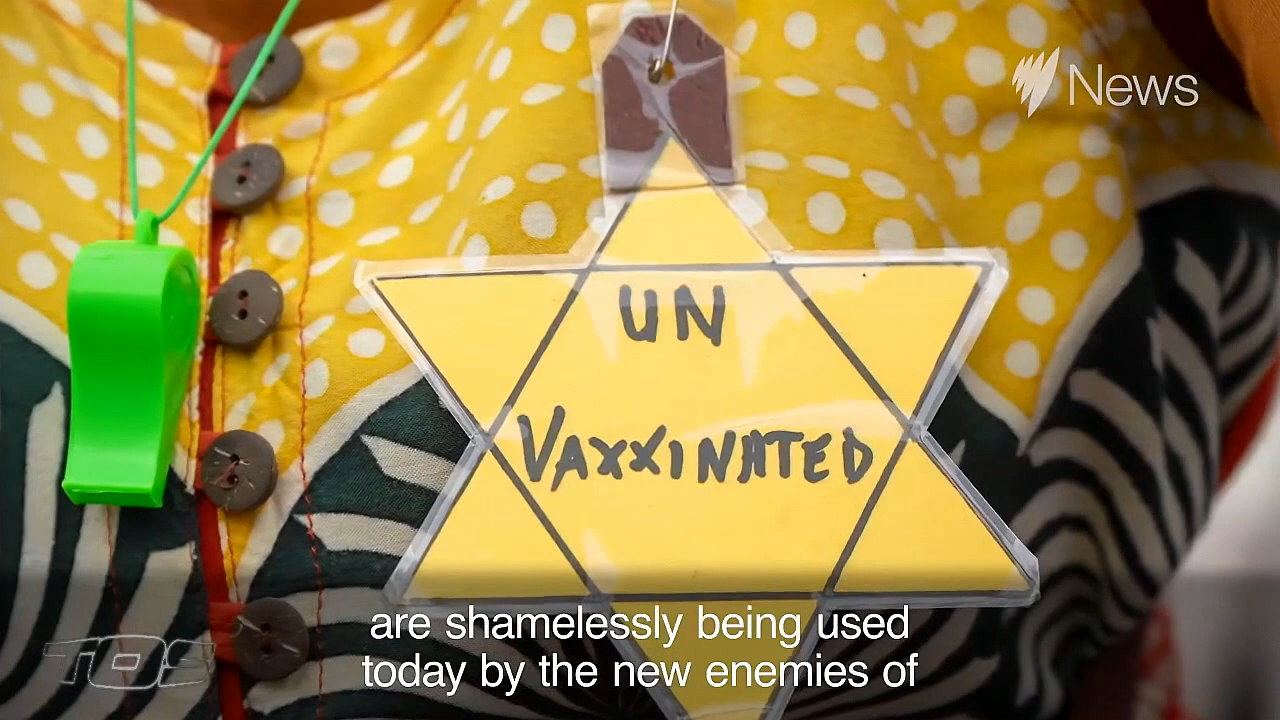 News
UN
VAXXINATED
are shamelessly being used
today by the new enemies of
TOS